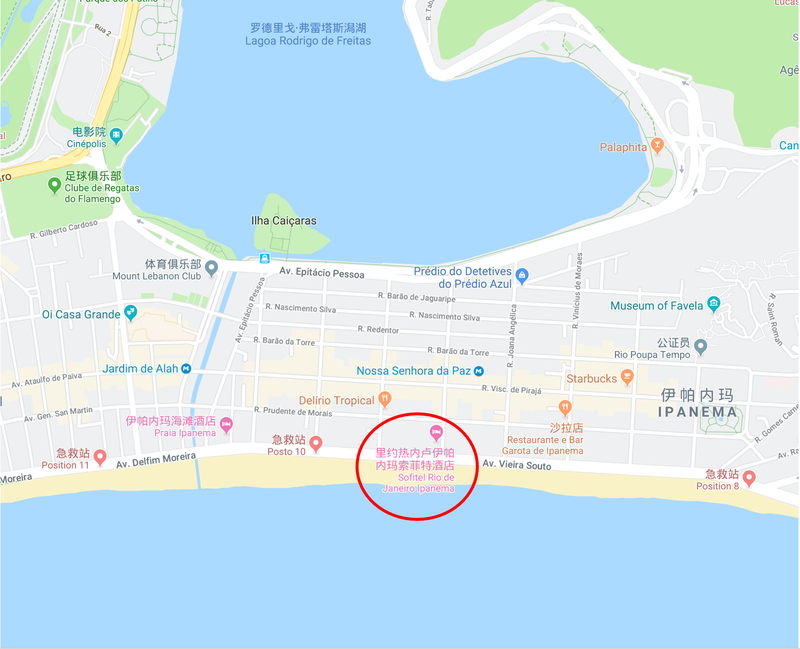 Parque dos Patins
Rua 2
罗德里戈·弗雷塔斯潟湖
Lagoa Rodrigo de Freitas
Lucas
Agê
电影院
Cinépolis
Palaphita
Can
足球俱乐部
Clube de Regatas
do Flamengo
R. Gilberto Cardoso
Ilha Caiçaras
体育俱乐部
Mount Lebanon Club
Av. Epitácio Pessoa
Prédio do Detetives
do Prédio Azul
R. Vinícius de Moraes
Av. Epitácio Pessoa
R. Barão de Jaguaripe
R. Nascimento Silva
R. Nascimento Silva
Museum of Favela
R. Saint Roman
Oi Casa Grande
R. Redentor
R. Joana Angélica
R. Barão da Torre
R. Barão da Torre
公证员
Rio Poupa Tempo
Jardim de Alah
Nossa Senhora da Paz
Av. Ataulfo de Paiva
R. Visc. de Pirajá
Starbucks
伊帕内玛
IPANEMA
Delírio Tropical
Av. Gen. San Martin
R. Prudente de Morais
沙拉店
Restaurante e Bar
Garota de Ipanema
R. Gomes Carne
伊帕内玛海滩酒店
Praia Ipanema
急救站
Posto 10
里约热内卢伊帕
内玛索菲特酒店
Sofitel Rio de
Janeiro Ipanema
急救站
Position 11
Av. Delfim Moreira
Av. Vieira Souto
急救站
Position 8
Moreira